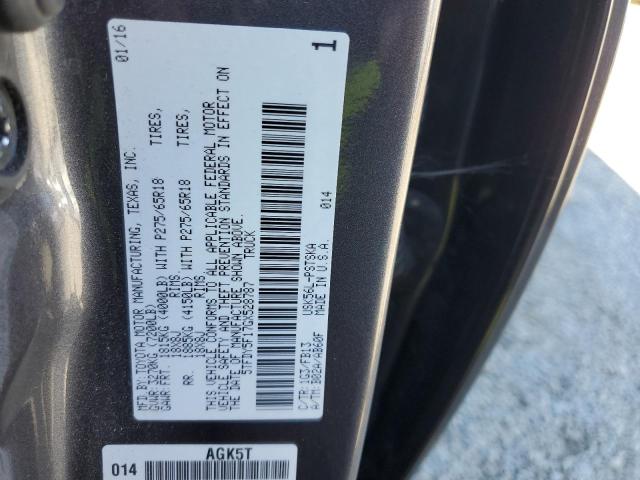 MFD BY: TOYOTA MOTOR MANUFACTURING, TEXAS, INC. 01/16
GVWR 3270KG (7200LB)
GAWR FRT. 1815KG (4000LB) WITH P275/65R18 TIRES,
18X8J RIMS
RR. 1885KG (4150LB) WITH P275/65R18 TIRES,
18X8J RIMS
THIS VEHICLE CONFORMS TO ALL APPLICABLE FEDERAL MOTOR
VEHICLE SAFETY AND THEFT PREVENTION STANDARDS IN EFFECT ON
THE DATE OF MANUFACTURE SHOWN ABOVE.
5TFDY5F17GX528787 TRUCK
C/TR: 1G3/FB13 USK56L-PSTSKA 014
A/TM: B02A/AB60F MADE IN U.S.A.
1
014 AGK5T